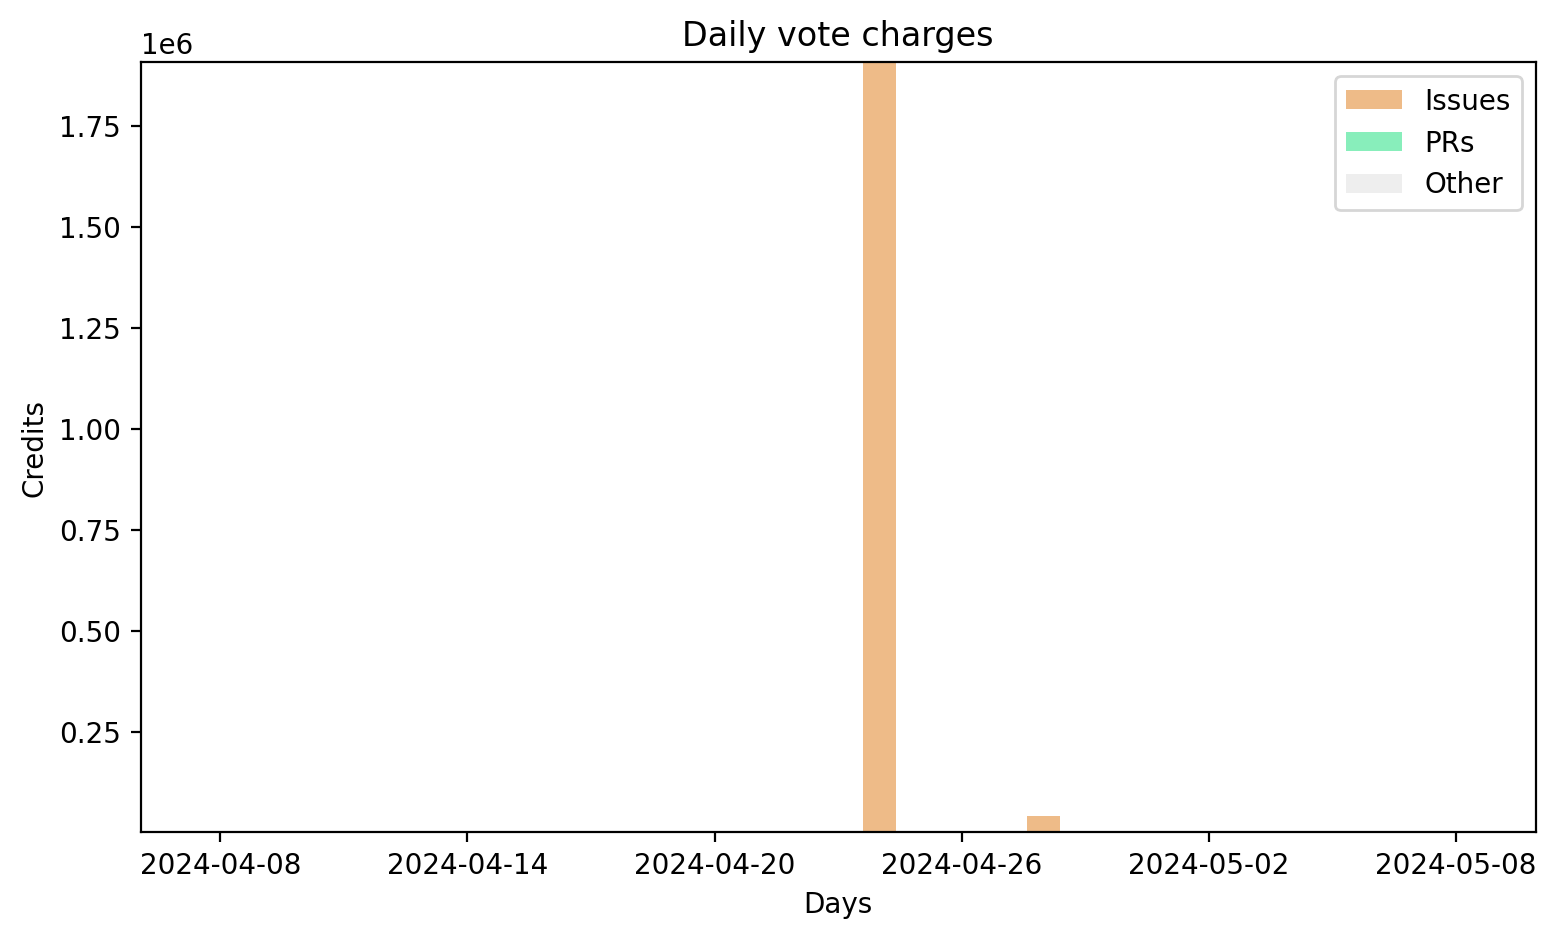 Daily vote charges
1e6
1.75
1.50
1.25
1.00
0.75
0.50
0.25
Credits
Issues
PRs
Other
2024-04-08
2024-04-14
2024-04-20
2024-04-26
2024-05-02
2024-05-08
Days